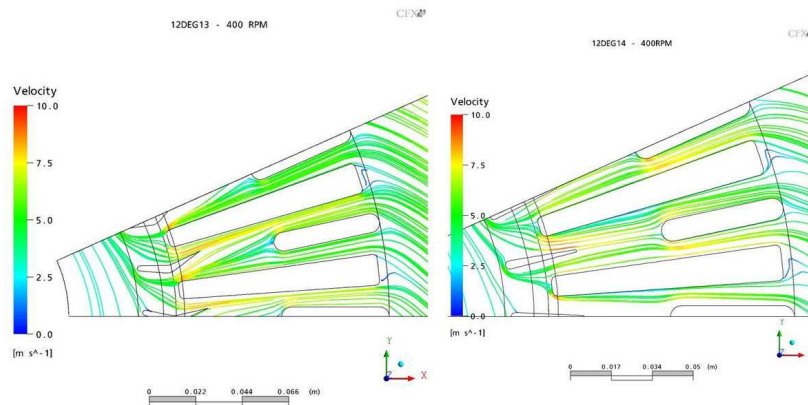 CFX
12DEG13 - 400 RPM
Velocity
10.0
7.5
5.0
2.5
0.0
[m s^-1]
Y
Z
X
0 0.022 0.044 0.066 (m)
CFX
12DEG14 - 400RPM
Velocity
10.0
7.5
5.0
2.5
0.0
[m s^-1]
Y
Z
X
0 0.017 0.034 0.05 (m)